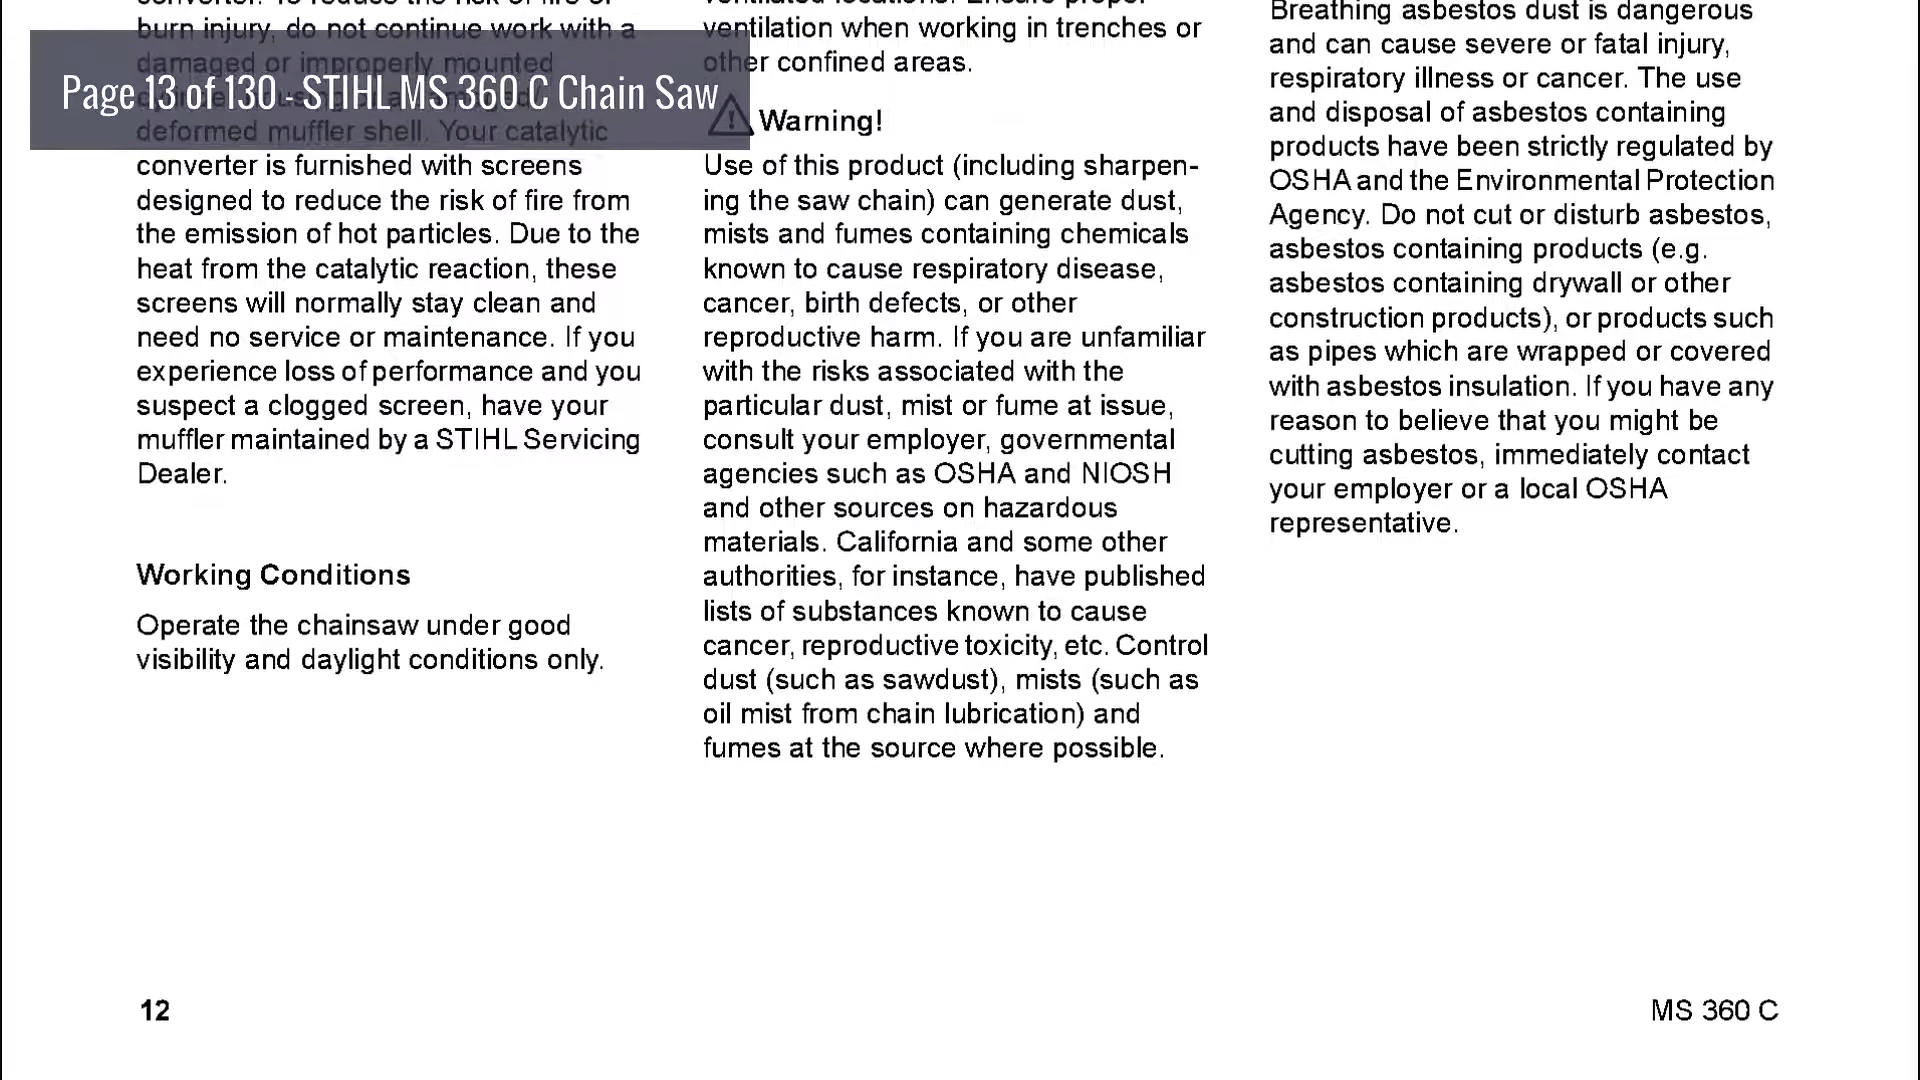 Page 13 of 130 - STIHL MS 360 C Chain Saw
converter. To reduce the risk of fire or
burn injury, do not continue work with a
damaged or improperly mounted
deformed muffler shell. Your catalytic
converter is furnished with screens
designed to reduce the risk of fire from
the emission of hot particles. Due to the
heat from the catalytic reaction, these
screens will normally stay clean and
need no service or maintenance. If you
experience loss of performance and you
suspect a clogged screen, have your
muffler maintained by a STIHL Servicing
Dealer.
Working Conditions
Operate the chainsaw under good
visibility and daylight conditions only.
ventilated locations. Ensure proper
ventilation when working in trenches or
other confined areas.
Warning!
Use of this product (including sharpen-
ing the saw chain) can generate dust,
mists and fumes containing chemicals
known to cause respiratory disease,
cancer, birth defects, or other
reproductive harm. If you are unfamiliar
with the risks associated with the
particular dust, mist or fume at issue,
consult your employer, governmental
agencies such as OSHA and NIOSH
and other sources on hazardous
materials. California and some other
authorities, for instance, have published
lists of substances known to cause
cancer, reproductive toxicity, etc. Control
dust (such as sawdust), mists (such as
oil mist from chain lubrication) and
fumes at the source where possible.
Breathing asbestos dust is dangerous
and can cause severe or fatal injury,
respiratory illness or cancer. The use
and disposal of asbestos containing
products have been strictly regulated by
OSHA and the Environmental Protection
Agency. Do not cut or disturb asbestos,
asbestos containing products (e.g.
asbestos containing drywall or other
construction products), or products such
as pipes which are wrapped or covered
with asbestos insulation. If you have any
reason to believe that you might be
cutting asbestos, immediately contact
your employer or a local OSHA
representative.
12
MS 360 C